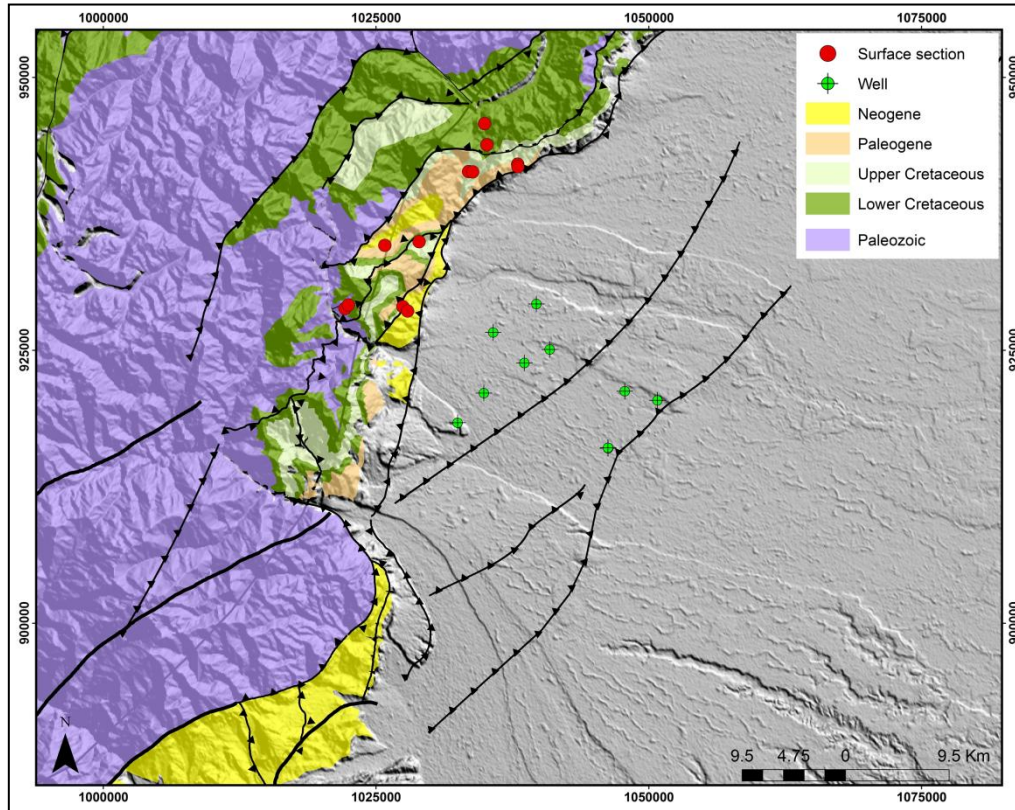 1000000 1025000 1050000 1075000
950000 950000
Surface section
Well
Neogene
Paleogene
Upper Cretaceous
Lower Cretaceous
Paleozoic
925000 925000
900000 900000
N
9.5 4.75 0 9.5 Km
1000000 1025000 1050000 1075000